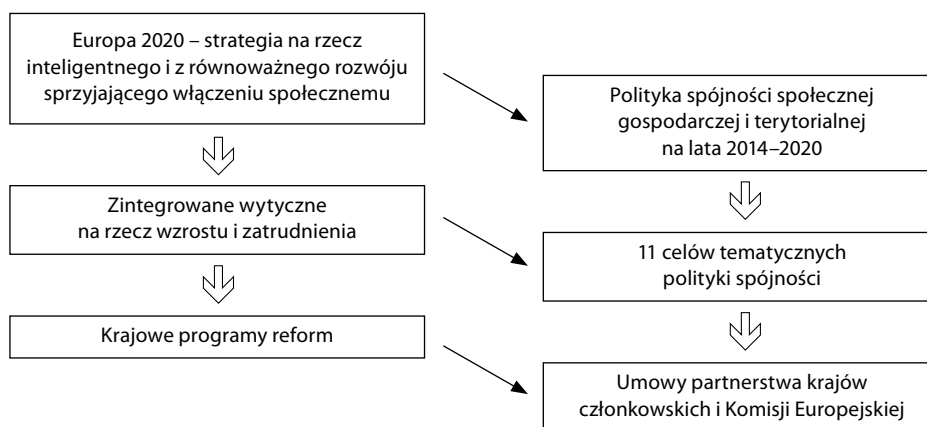 Europa 2020 – strategia na rzecz
inteligentnego i z równoważnego rozwóju
sprzyjającego włączeniu społecznemu
Polityka spójności społecznej
gospodarczej i terytorialnej
na lata 2014–2020
Zintegrowane wytyczne
na rzecz wzrostu i zatrudnienia
11 celów tematycznych
polityki spójności
Krajowe programy reform
Umowy partnerstwa krajów
członkowskich i Komisji Europejskiej